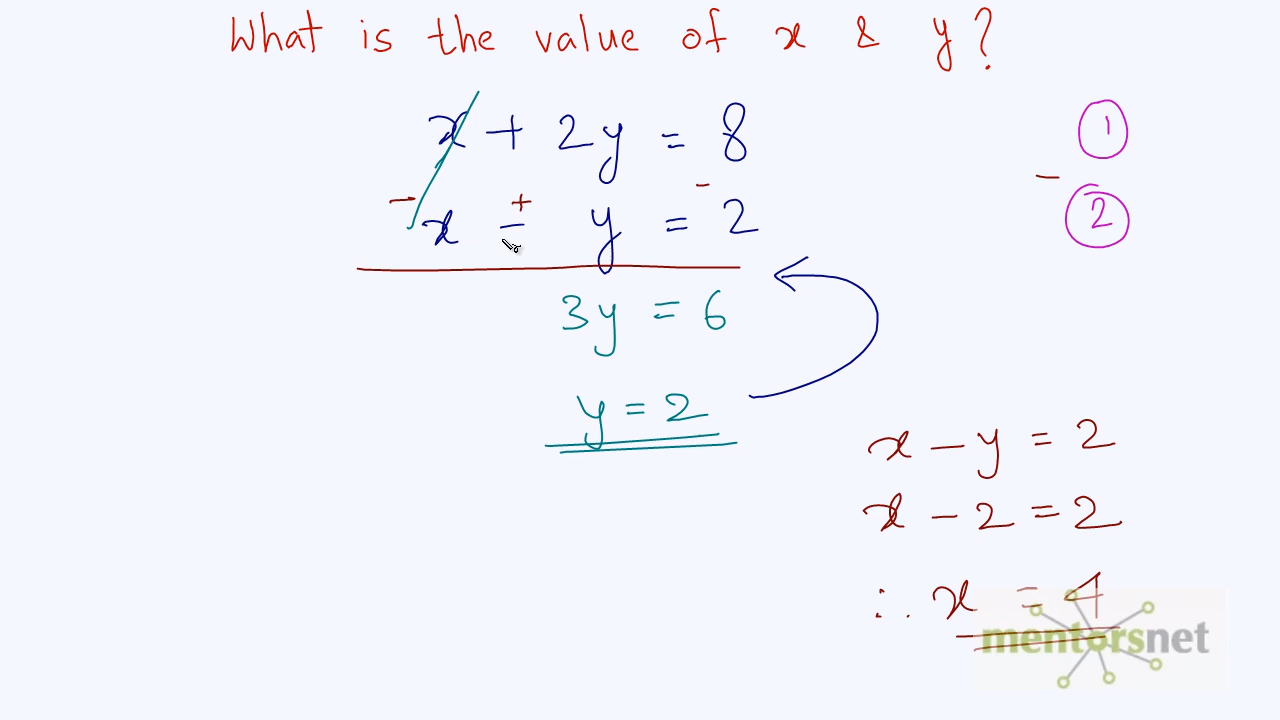 What is the value of x & y?
x + 2y = 8
1
- + -
-
x - y = 2
2
3y = 6
y = 2
x - y = 2
x - 2 = 2
∴ x = 4
mentorsnet